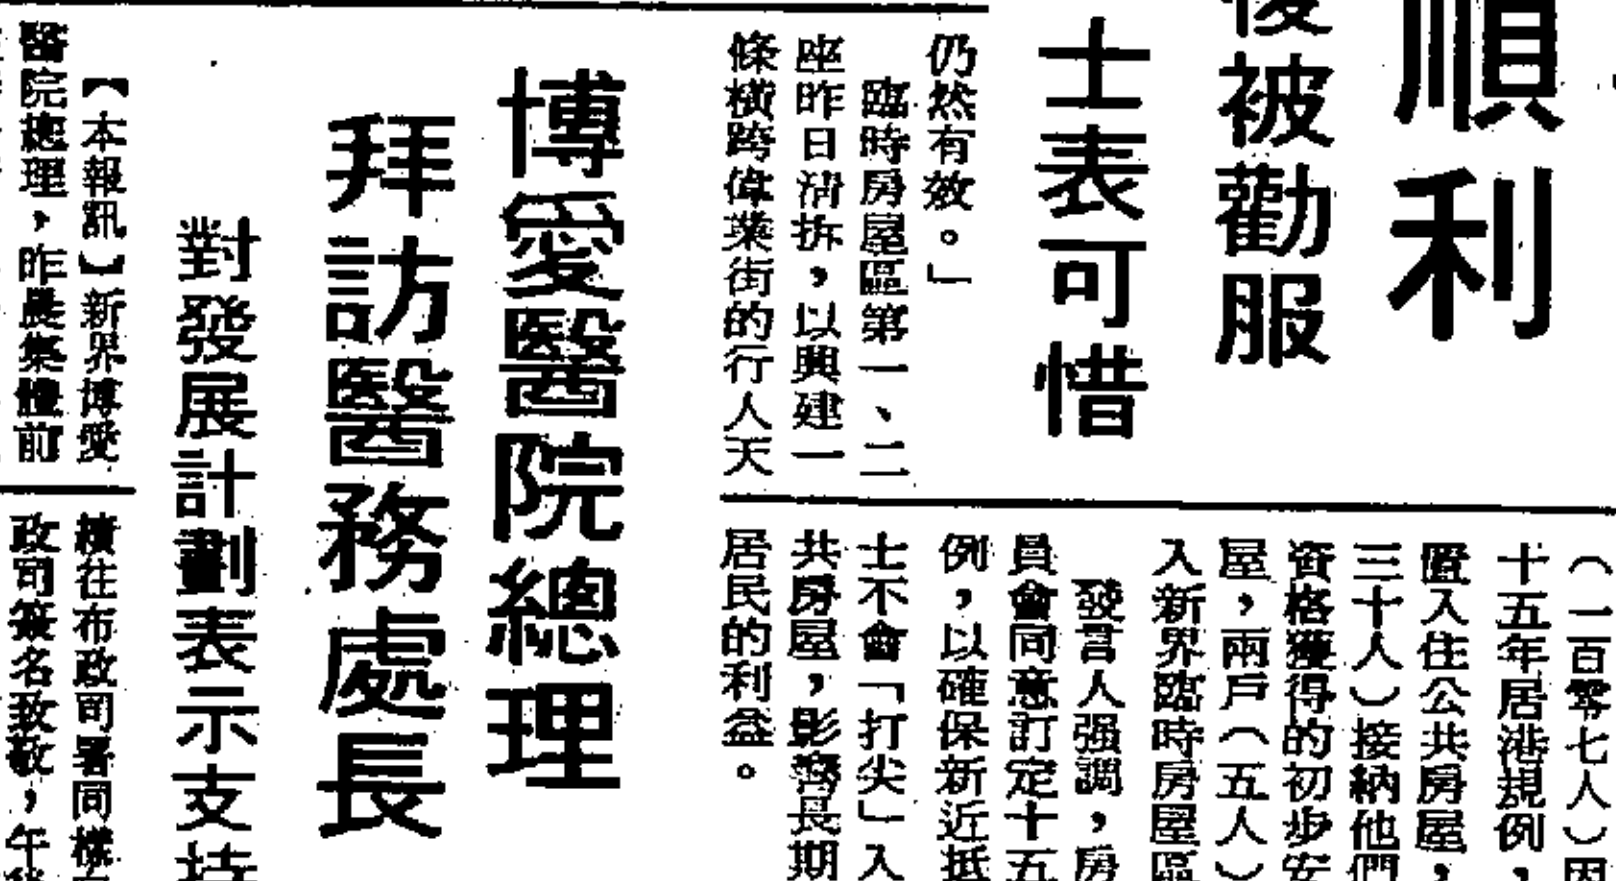 順利
後被勸服
士表可惜
仍然有效。」
臨時房屋區第一、二
座昨日清拆，以興建一
條橫跨偉業街的行人天
（一百零七人）因
十五年居港規例，
置入住公共房屋，
三十人）接納他們
資格獲得的初步安
屋，兩戶（五人）
入新界臨時房屋區
發言人强調，房
員會同意訂定十五
例，以確保新近抵
士不會「打尖」入
共房屋，影響長期
居民的利益。
博愛醫院總理
拜訪醫務處長
對發展計劃表示支持
【本報訊】新界博愛
醫院總理，昨晨集體前
續往布政司署同樣
政司簽名致敬，午後